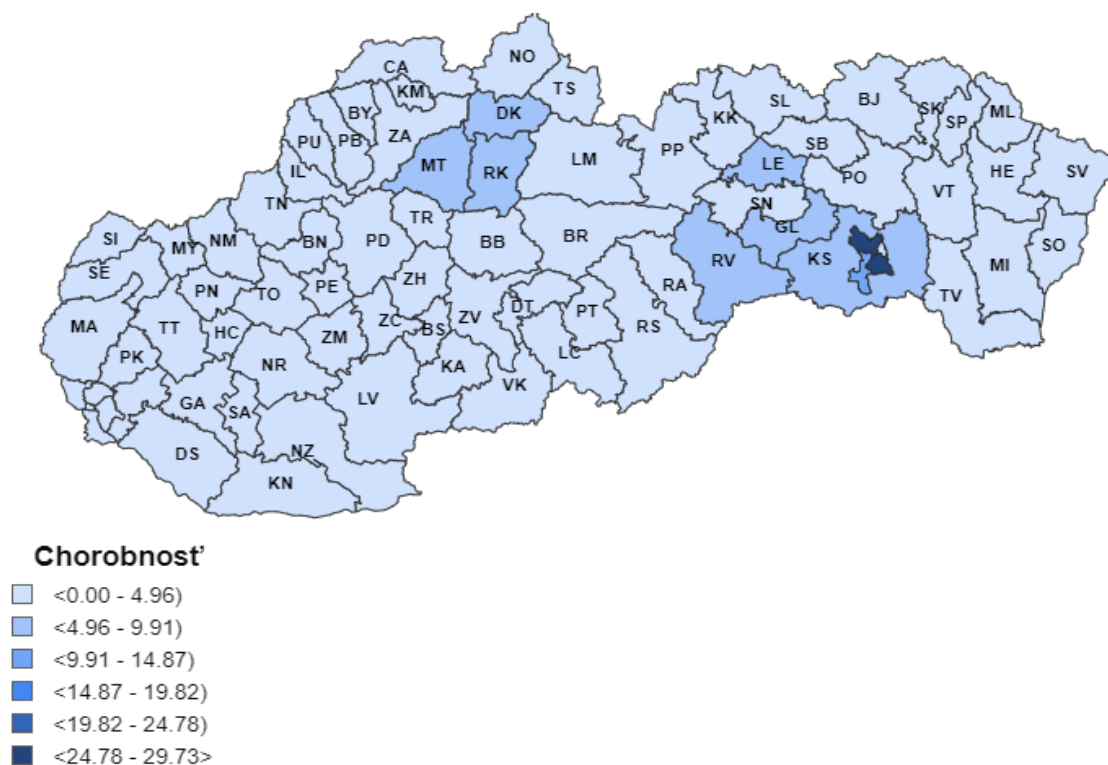 NO
CA
TS
KM
BY
DK
PU
PB
ZA
MT
RK
LM
IL
TN
TR
PP
KK
SL
BJ
SK
SP
ML
SB
LE
PO
HE
SV
VT
SN
GL
SI
MY
NM
BN
PD
BB
BR
RV
KS
SO
SE
PN
TO
PE
ZH
RA
MI
TV
MA
TT
HC
ZM
ZC
BS
ZV
DT
PT
RS
PK
NR
KA
LC
GA
SA
LV
VK
DS
NZ
KN
Chorobnosť
<0.00 - 4.96)
<4.96 - 9.91)
<9.91 - 14.87)
<14.87 - 19.82)
<19.82 - 24.78)
<24.78 - 29.73>